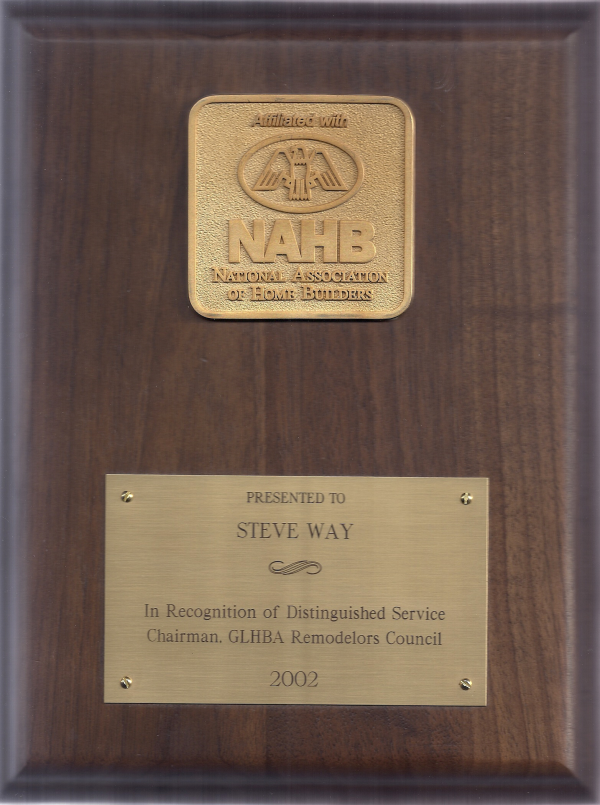 Affiliated with
NAHB
NATIONAL ASSOCIATION
OF HOME BUILDERS
PRESENTED TO
STEVE WAY
In Recognition of Distinguished Service
Chairman, GLHBA Remodelors Council
2002